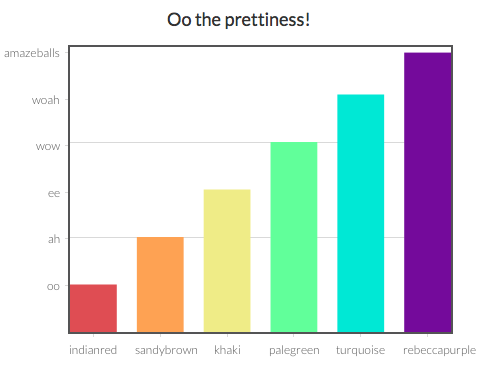 Oo the prettiness!
amazeballs
woah
wow
ee
ah
oo
indianred sandybrown khaki palegreen turquoise rebeccapurple